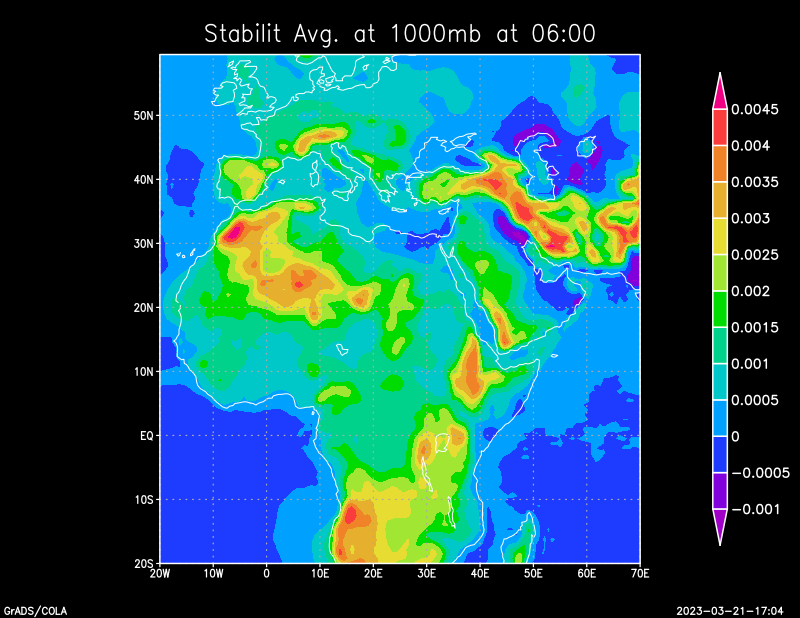 Stabilit Avg. at 1000mb at 06:00
50N
40N
30N
20N
10N
EQ
10S
20S
20W 10W 0 10E 20E 30E 40E 50E 60E 70E
0.0045
0.004
0.0035
0.003
0.0025
0.002
0.0015
0.001
0.0005
0
−0.0005
−0.001
GrADS/COLA
2023-03-21-17:04